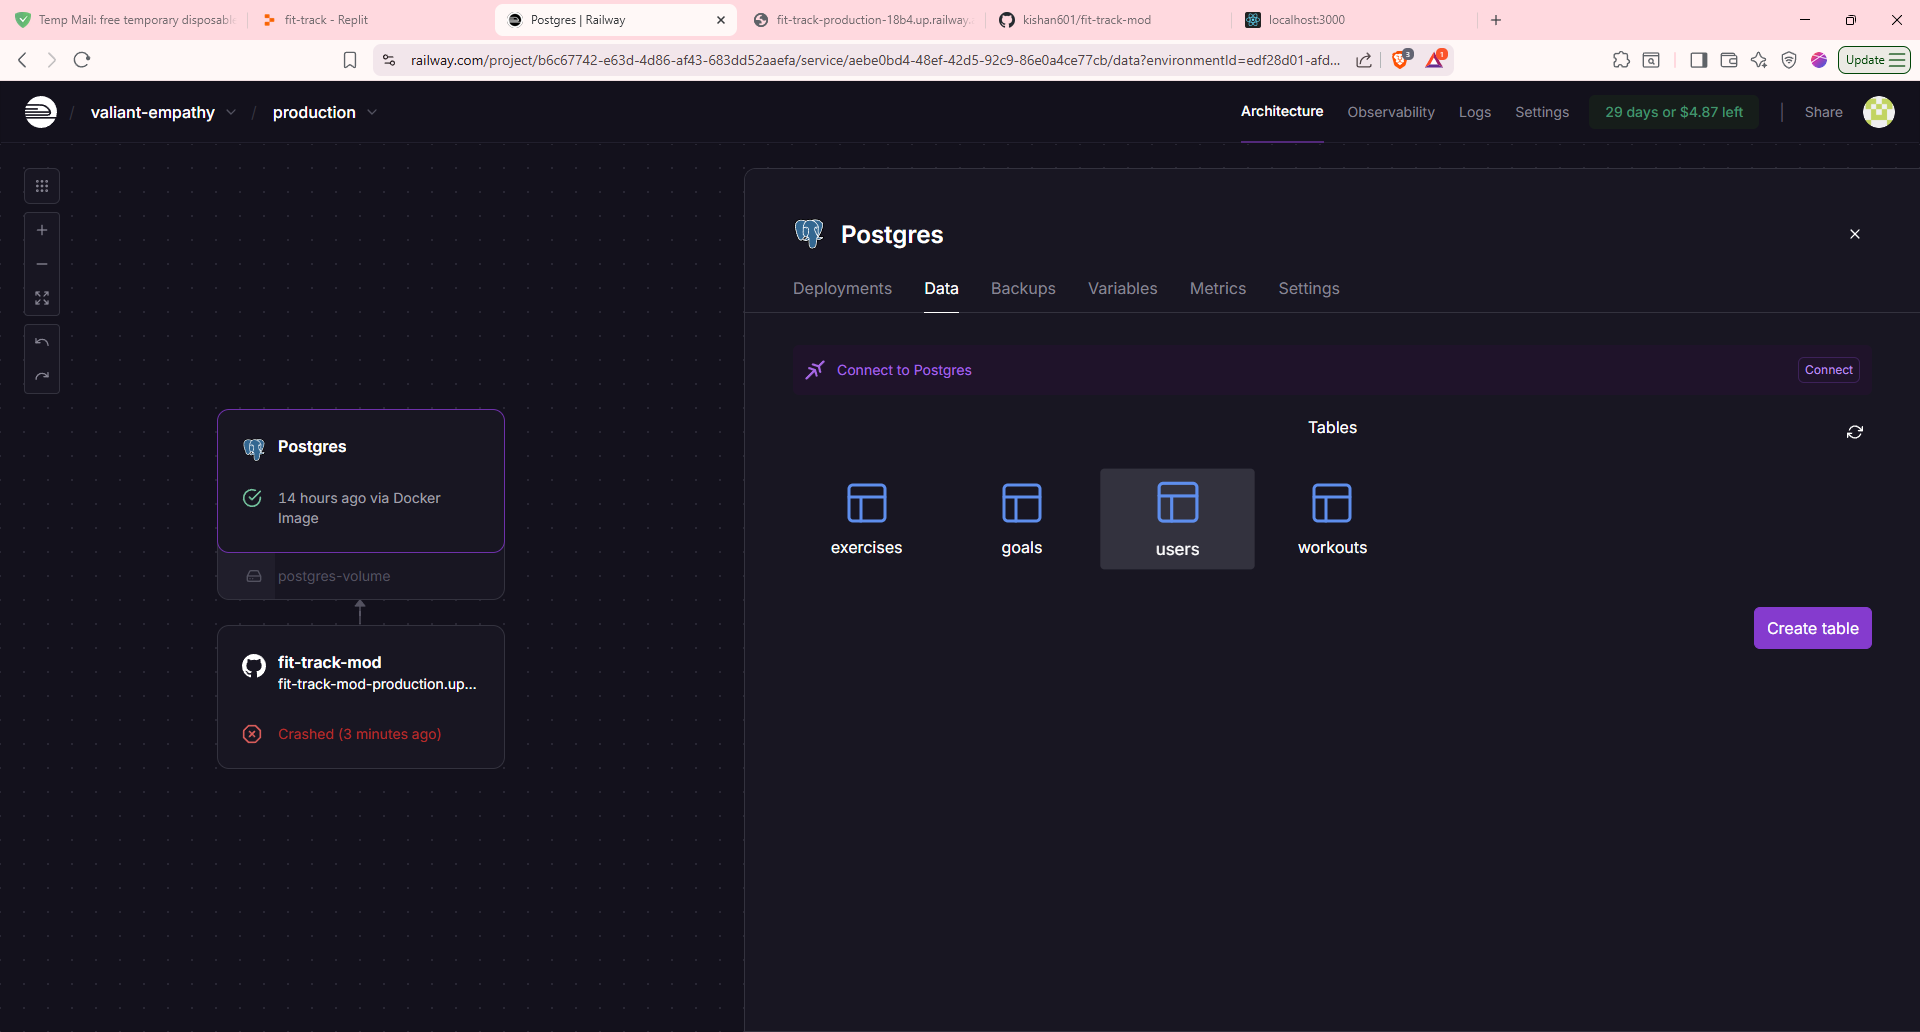 Temp Mail: free temporary disposabl
fit-track - Replit
Postgres | Railway
fit-track-production-18b4.up.railway.
kishan601/fit-track-mod
localhost:3000
railway.com/project/b6c67742-e63d-4d86-af43-683dd52aaefa/service/aebe0bd4-48ef-42d5-92c9-86e0a4ce77cb/data?environmentId=edf28d01-afd...
3
1
Update
valiant-empathy
/
production
Architecture
Observability
Logs
Settings
29 days or $4.87 left
Share
Postgres
Deployments
Data
Backups
Variables
Metrics
Settings
Connect to Postgres
Connect
Tables
exercises
goals
users
workouts
Create table
Postgres
14 hours ago via Docker
Image
postgres-volume
fit-track-mod
fit-track-mod-production.up...
Crashed (3 minutes ago)